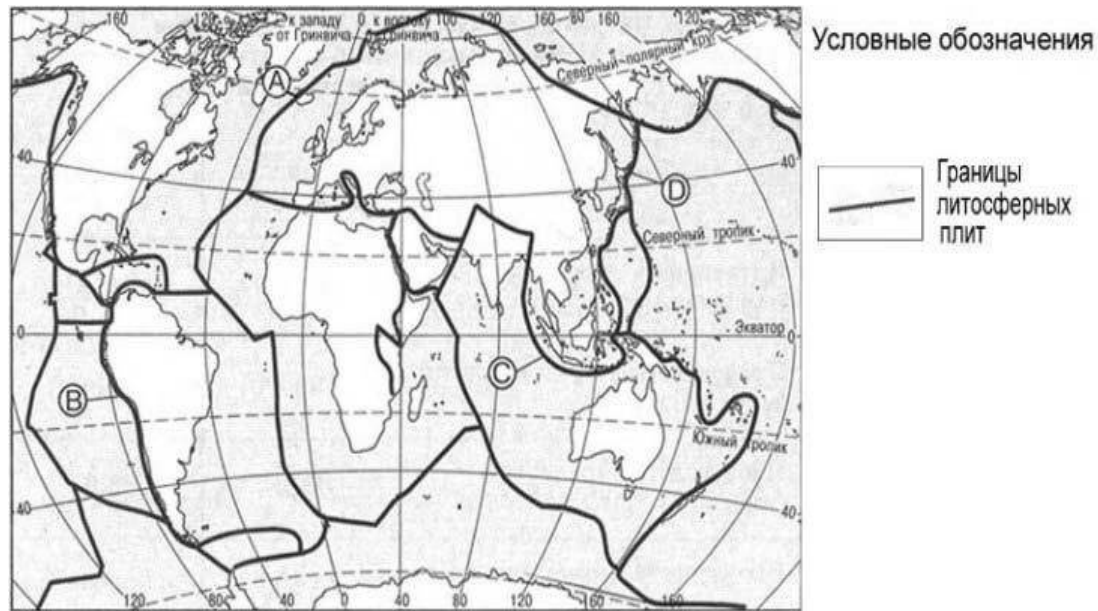 160 120 0 100 120 160 160 80
к западу к востоку
от Гринвича от Гринвича
Условные обозначения
Северный полярный круг
A
40 40
D
Границы
литосферных
плит
Северный тропик
Экватор
0 0
C
B
Южный тропик
40 40
120 80 40 0 40 80 120 160 160 120